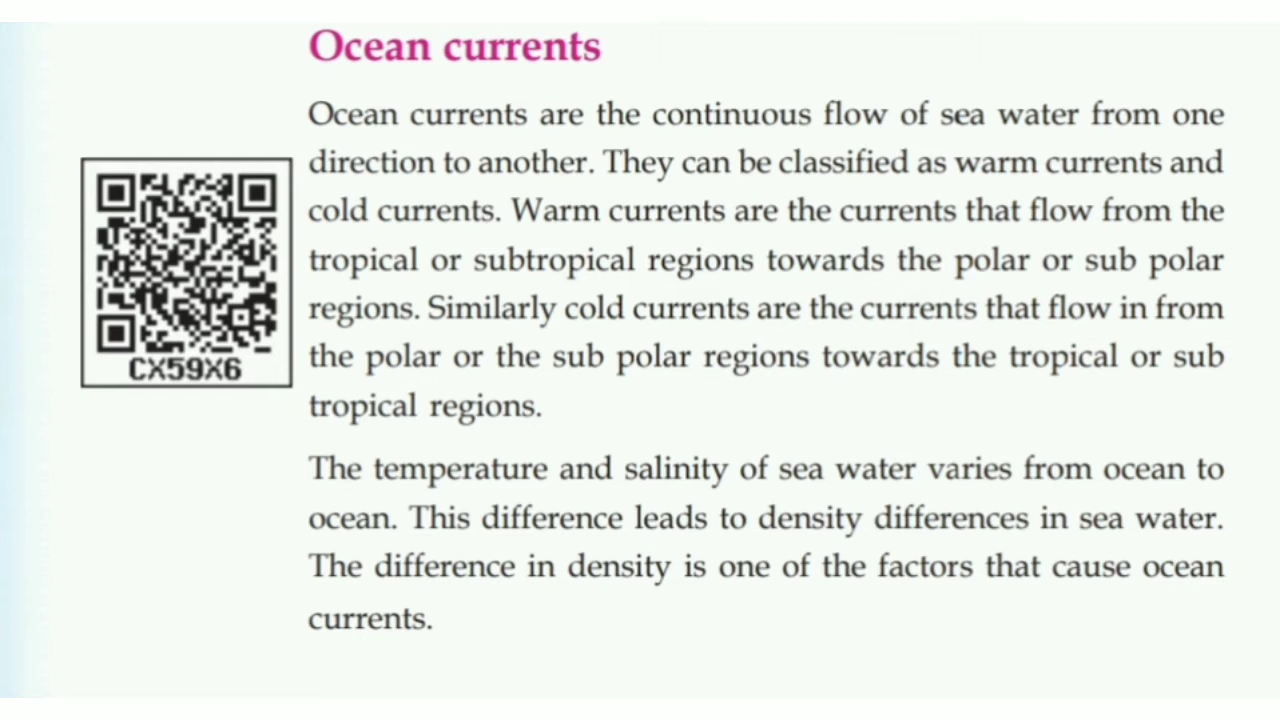 Ocean currents
Ocean currents are the continuous flow of sea water from one
direction to another. They can be classified as warm currents and
cold currents. Warm currents are the currents that flow from the
tropical or subtropical regions towards the polar or sub polar
regions. Similarly cold currents are the currents that flow in from
the polar or the sub polar regions towards the tropical or sub
tropical regions.
CX59X6
The temperature and salinity of sea water varies from ocean to
ocean. This difference leads to density differences in sea water.
The difference in density is one of the factors that cause ocean
currents.